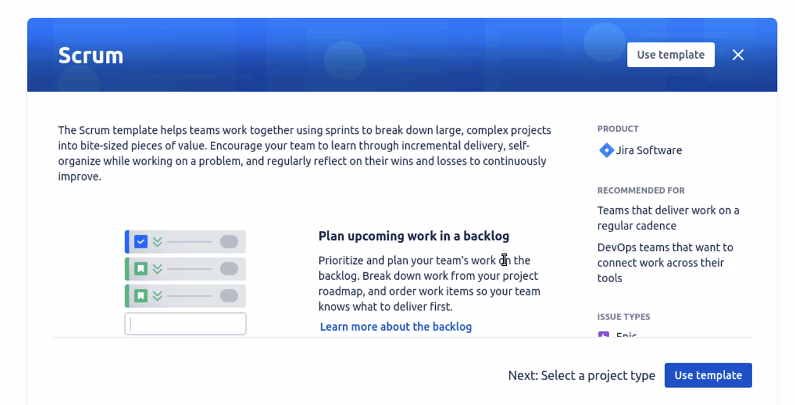 Scrum
Use template
The Scrum template helps teams work together using sprints to break down large, complex projects
into bite-sized pieces of value. Encourage your team to learn through incremental delivery, self-
organize while working on a problem, and regularly reflect on their wins and losses to continuously
improve.
PRODUCT
Jira Software
RECOMMENDED FOR
Teams that deliver work on a
regular cadence
DevOps teams that want to
connect work across their
tools
ISSUE TYPES
Epic
Plan upcoming work in a backlog
Prioritize and plan your team's work on the
backlog. Break down work from your project
roadmap, and order work items so your team
knows what to deliver first.
Learn more about the backlog
Next: Select a project type
Use template